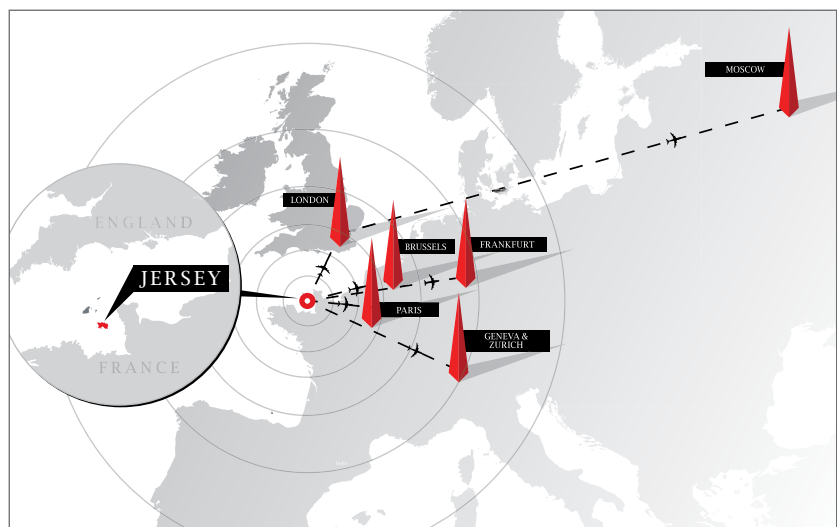 MOSCOW
LONDON
ENGLAND
BRUSSELS
FRANKFURT
JERSEY
PARIS
GENEVA &
ZURICH
FRANCE